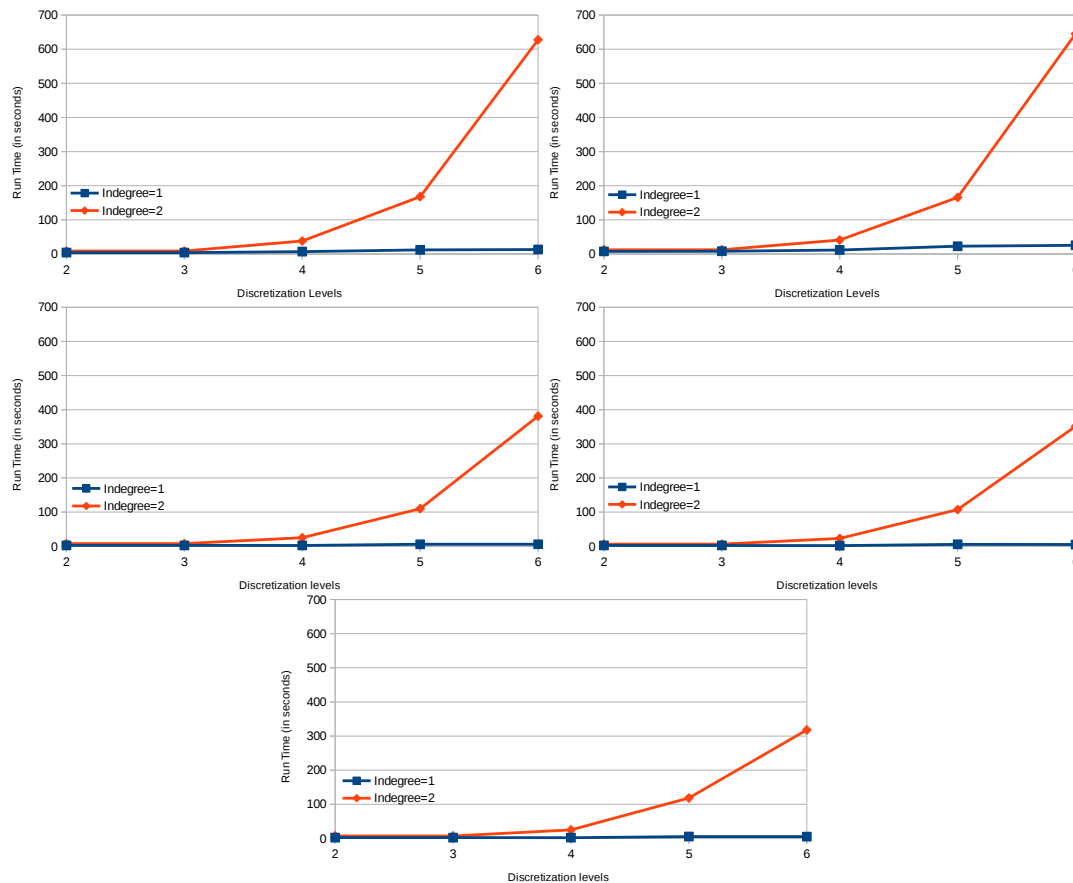 700
600
500
400
300
200
100
0
Run Time (in seconds)
Indegree=1
Indegree=2
2 3 4 5 6
Discretization Levels
700
600
500
400
300
200
100
0
Run Time (in seconds)
Indegree=1
Indegree=2
2 3 4 5
Discretization Levels
700
600
500
400
300
200
100
0
Run Time (in seconds)
Indegree=1
Indegree=2
2 3 4 5 6
Discretization levels
700
600
500
400
300
200
100
0
Run Time (in seconds)
Indegree=1
Indegree=2
2 3 4 5
Discretization levels
700
600
500
400
300
200
100
0
Run Time (in seconds)
Indegree=1
Indegree=2
2 3 4 5 6
Discretization levels